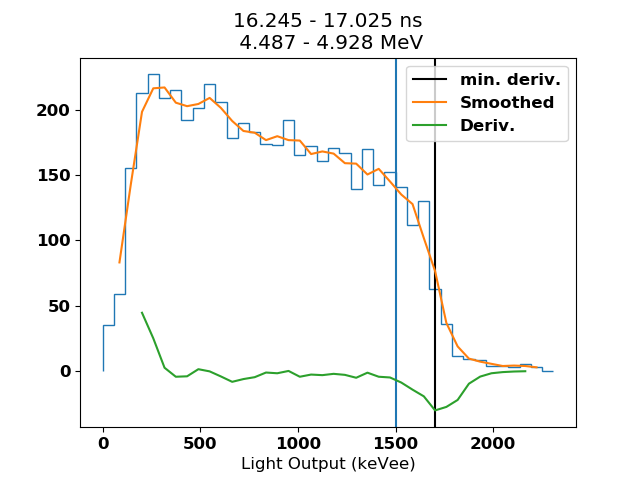 16.245 - 17.025 ns
4.487 - 4.928 MeV
min. deriv.
Smoothed
Deriv.
200
150
100
50
0
0 500 1000 1500 2000
Light Output (keVee)